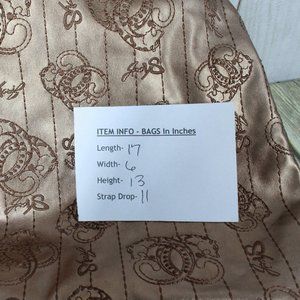 ITEM INFO - BAGS in Inches
Length- 17
Width- 6
Height- 13
Strap Drop- 11